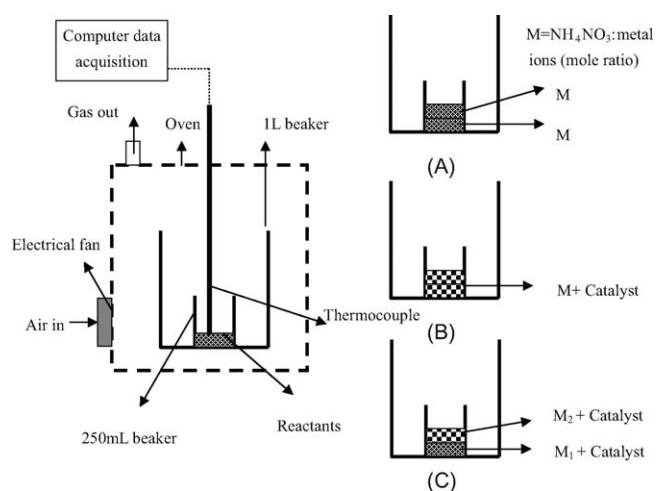 Computer data
acquisition
Gas out
Oven
1L beaker
Electrical fan
Air in
Thermocouple
250mL beaker
Reactants
M=NH₄NO₃:metal
ions (mole ratio)
M
M
(A)
M+ Catalyst
(B)
M₂ + Catalyst
M₁ + Catalyst
(C)